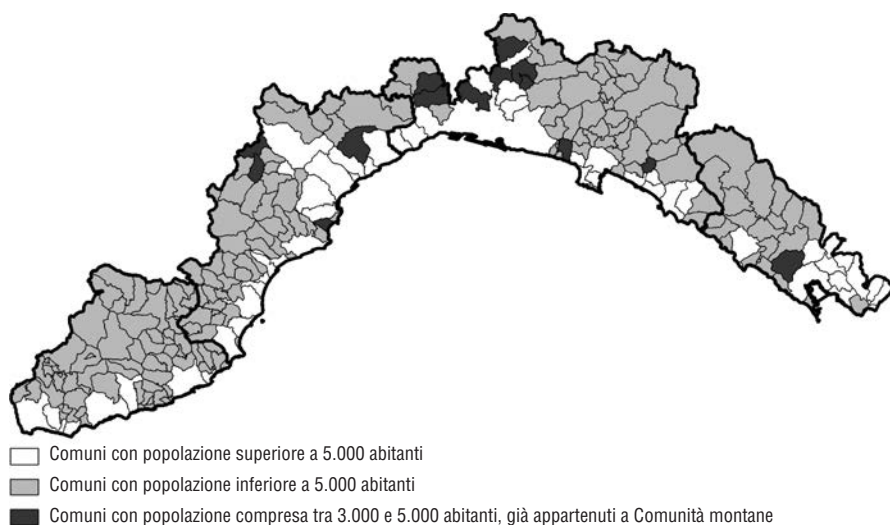 Comuni con popolazione superiore a 5.000 abitanti
Comuni con popolazione inferiore a 5.000 abitanti
Comuni con popolazione compresa tra 3.000 e 5.000 abitanti, già appartenuti a Comunità montane